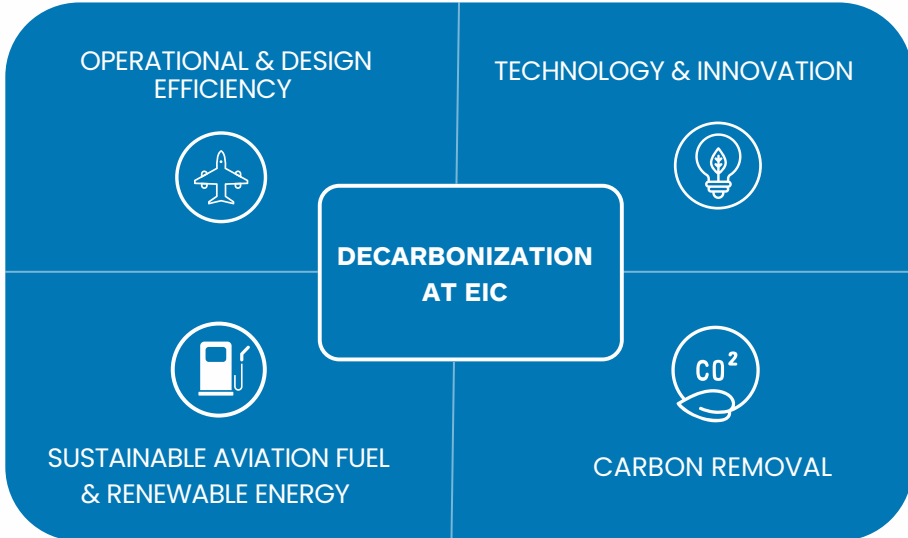 OPERATIONAL & DESIGN
EFFICIENCY
TECHNOLOGY & INNOVATION
DECARBONIZATION
AT EIC
CO²
SUSTAINABLE AVIATION FUEL
& RENEWABLE ENERGY
CARBON REMOVAL